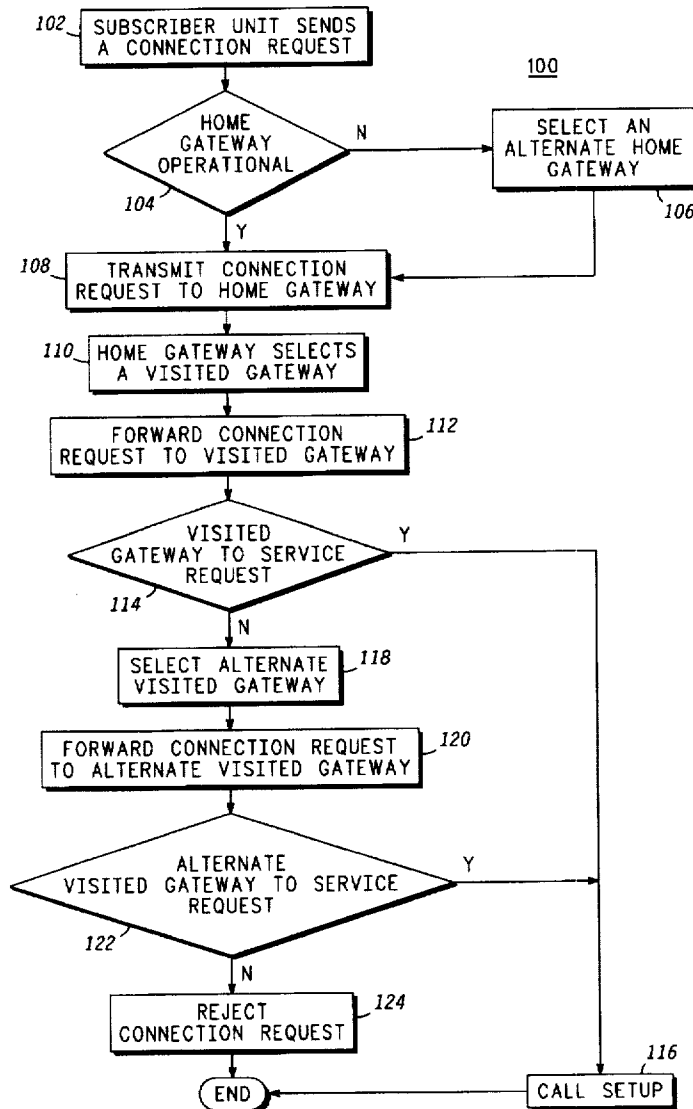 102
SUBSCRIBER UNIT SENDS
A CONNECTION REQUEST
100
HOME
GATEWAY
OPERATIONAL
N
104
Y
SELECT AN
ALTERNATE HOME
GATEWAY
106
108
TRANSMIT CONNECTION
REQUEST TO HOME GATEWAY
110
HOME GATEWAY SELECTS
A VISITED GATEWAY
FORWARD CONNECTION
REQUEST TO VISITED GATEWAY
112
VISITED
GATEWAY TO SERVICE
REQUEST
Y
114
N
SELECT ALTERNATE
VISITED GATEWAY
118
FORWARD CONNECTION REQUEST
TO ALTERNATE VISITED GATEWAY
120
ALTERNATE
VISITED GATEWAY TO SERVICE
REQUEST
Y
122
N
REJECT
CONNECTION REQUEST
124
116
END
CALL SETUP